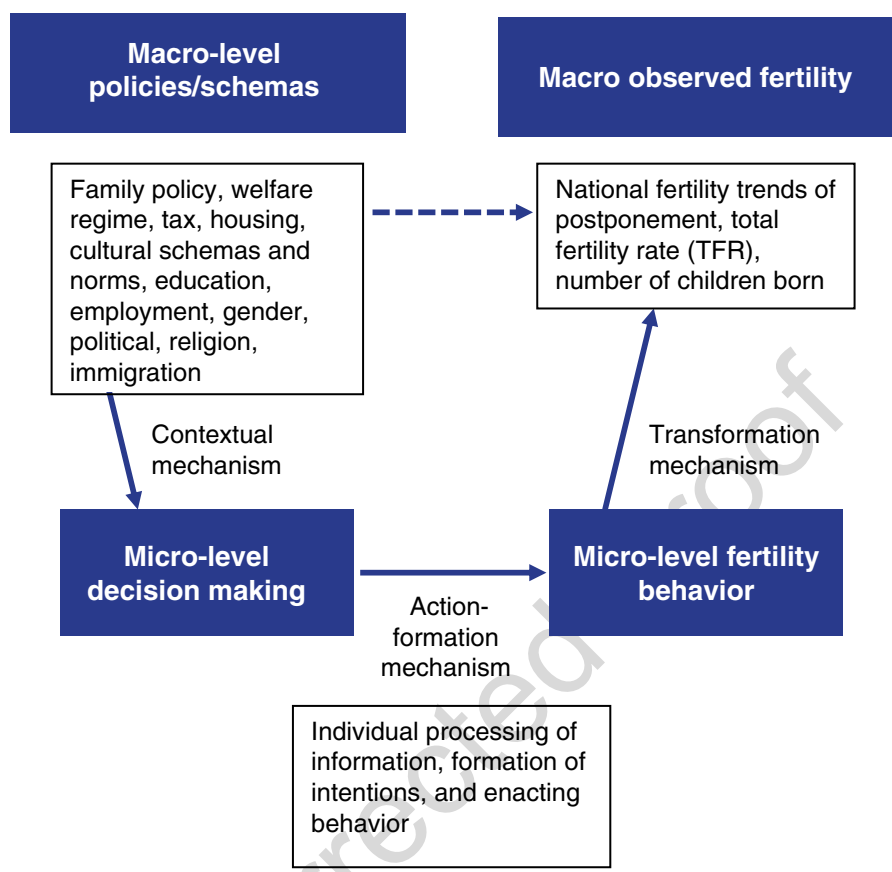 Macro-level
policies/schemas
Macro observed fertility
Family policy, welfare
regime, tax, housing,
cultural schemas and
norms, education,
employment, gender,
political, religion,
immigration
National fertility trends of
postponement, total
fertility rate (TFR),
number of children born
Contextual
mechanism
Transformation
mechanism
Micro-level
decision making
Micro-level fertility
behavior
Action-
formation
mechanism
Individual processing of
information, formation of
intentions, and enacting
behavior
rrected proof